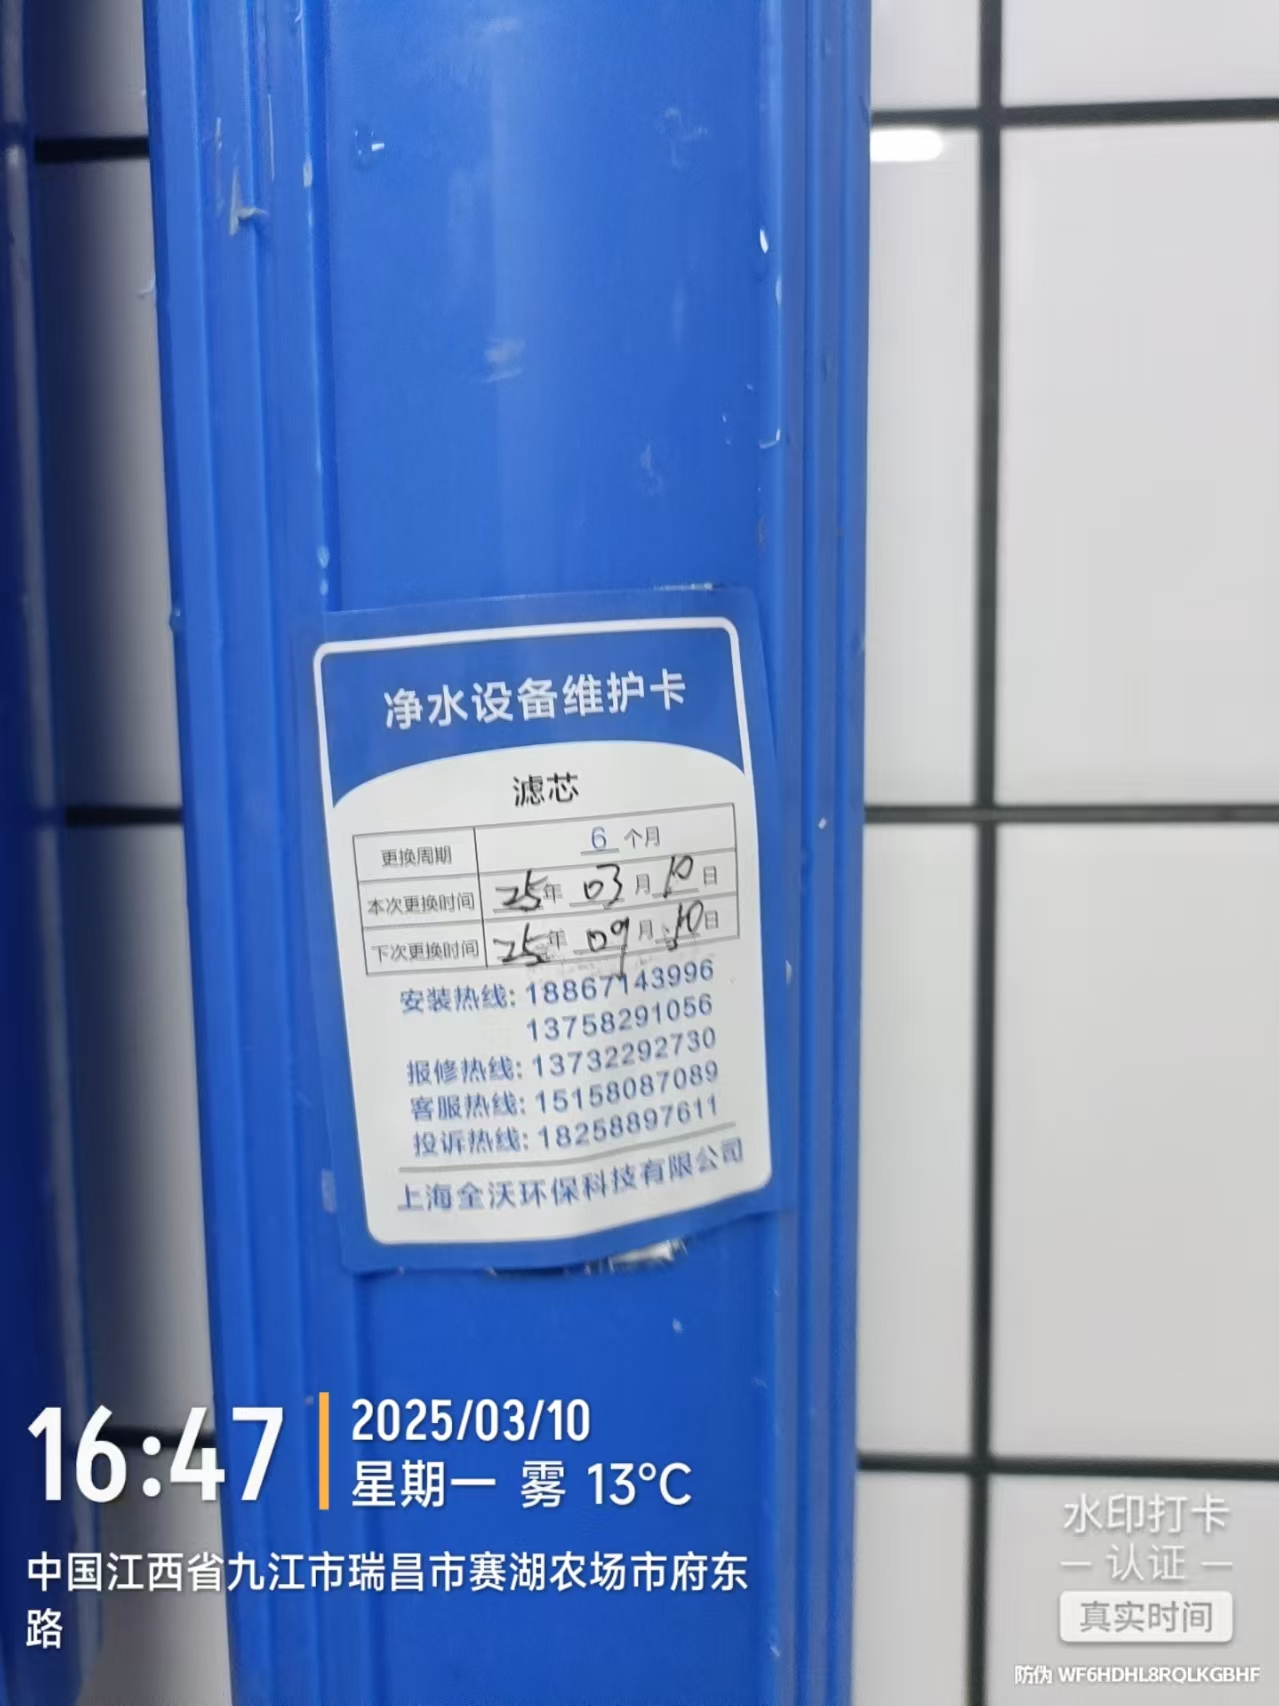 净水设备维护卡
滤芯
更换周期 6 个月
本次更换时间 25年 03月 10日
下次更换时间 25年 09月 10日
安装热线: 18867143996
13758291056
报修热线: 13732292730
客服热线: 15158087089
投诉热线: 18258897611
上海全沃环保科技有限公司
16:47
2025/03/10
星期一 雾 13°C
中国江西省九江市瑞昌市赛湖农场市府东
路
水印打卡
认证
真实时间
防伪 WF6HDHL8RQLKGBHF